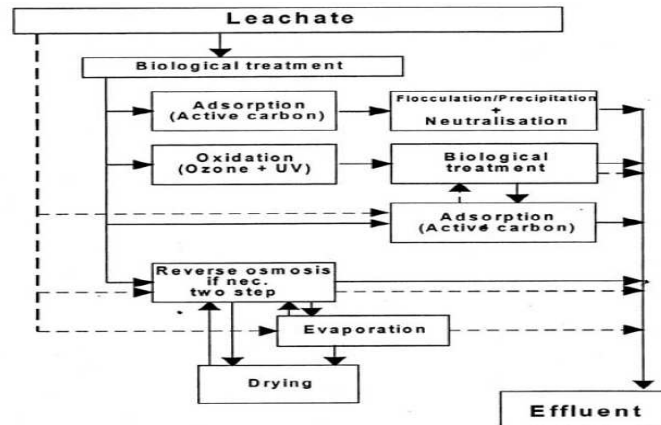 Leachate
Biological treatment
Adsorption
(Active carbon)
Flocculation/Precipitation
+
Neutralisation
Oxidation
(Ozone + UV)
Biological
treatment
Adsorption
(Active carbon)
Reverse osmosis
if nec.
two step
Evaporation
Drying
Effluent